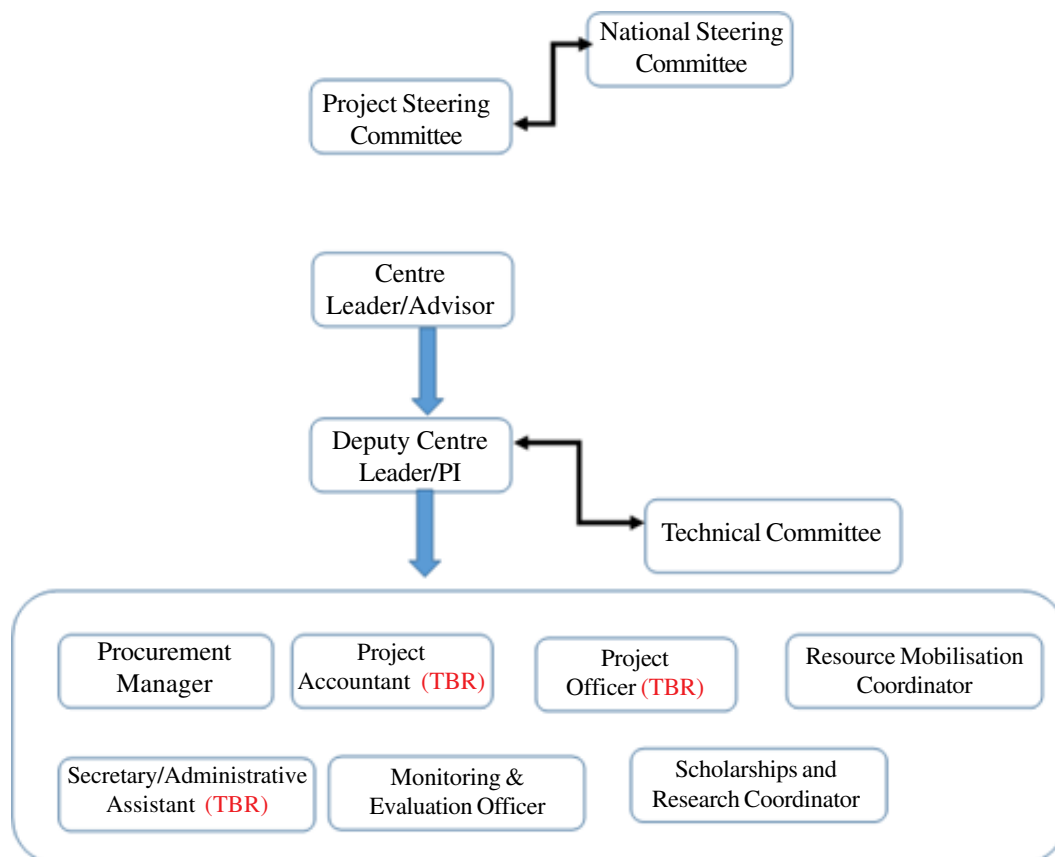 National Steering
Committee
Project Steering
Committee
Centre
Leader/Advisor
Deputy Centre
Leader/PI
Technical Committee
Procurement
Manager
Project
Accountant (TBR)
Project
Officer (TBR)
Resource Mobilisation
Coordinator
Secretary/Administrative
Assistant (TBR)
Monitoring &
Evaluation Officer
Scholarships and
Research Coordinator